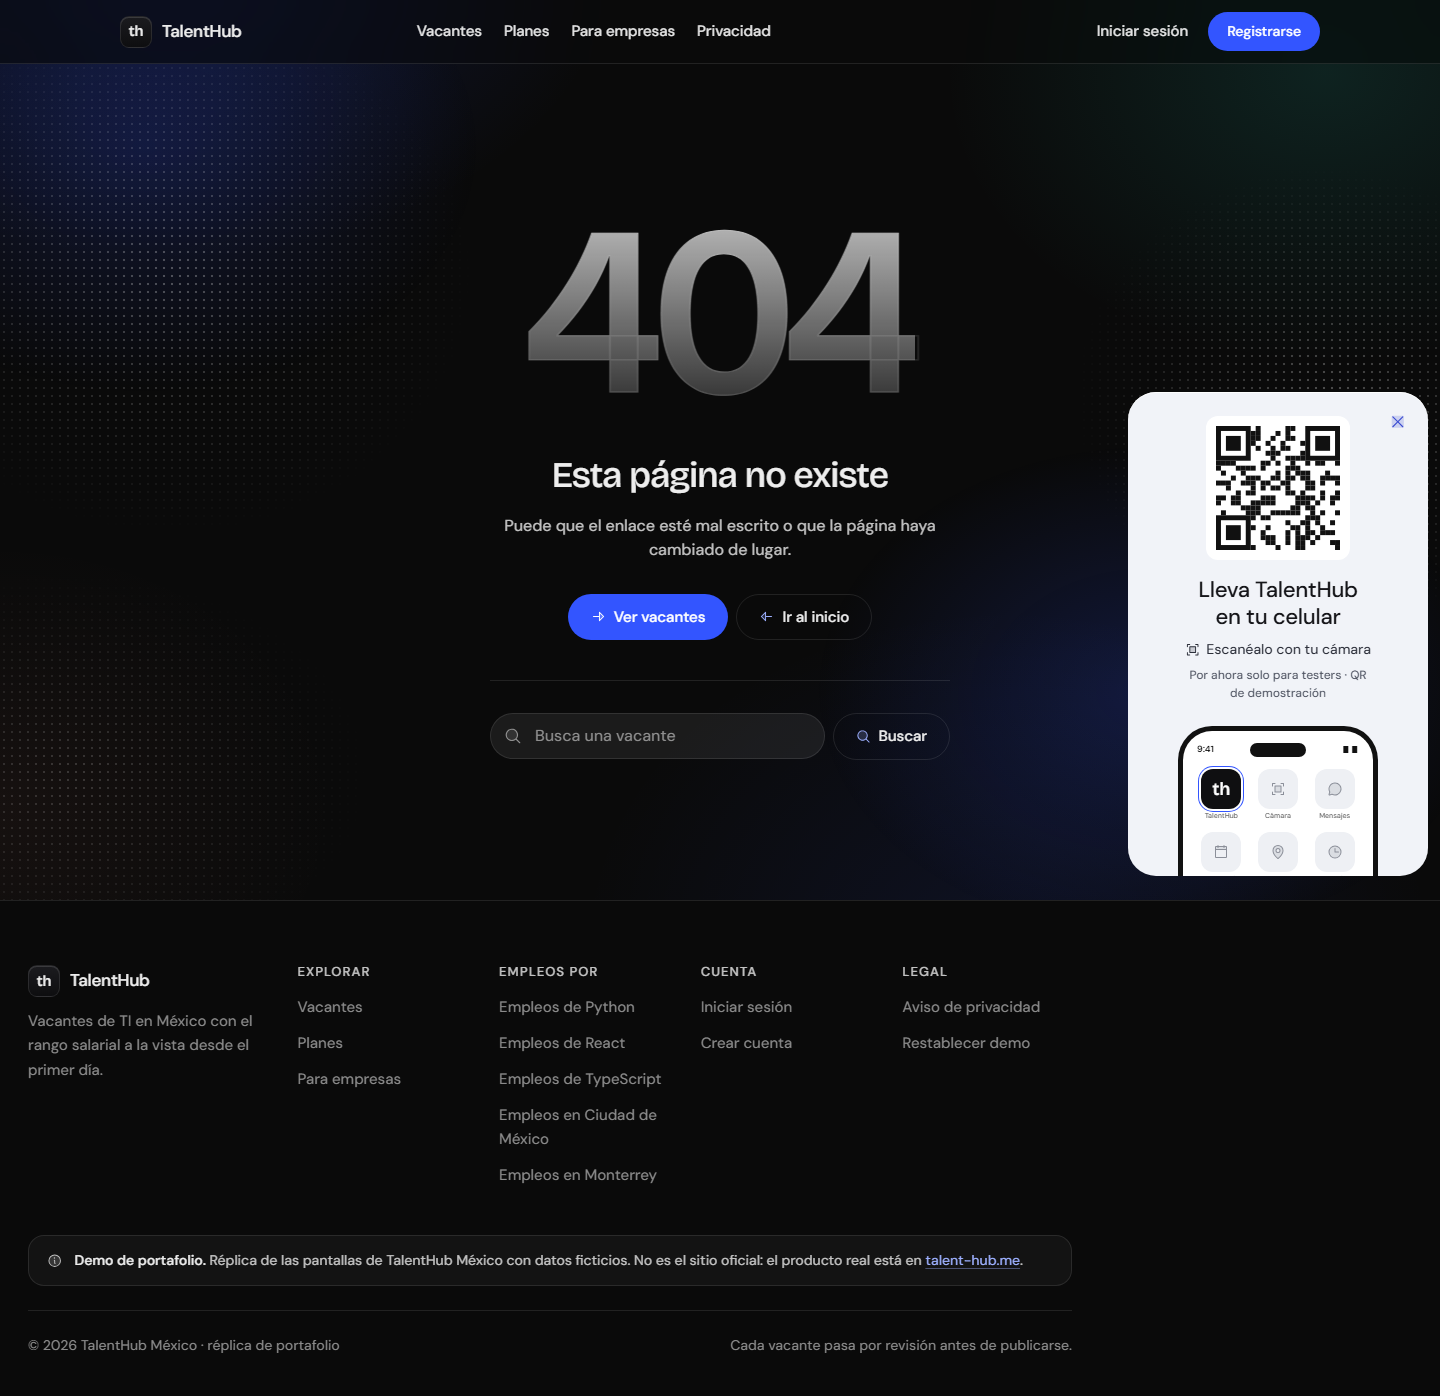 th TalentHub
Vacantes Planes Para empresas Privacidad
Iniciar sesión Registrarse
404
Esta página no existe
Puede que el enlace esté mal escrito o que la página haya
cambiado de lugar.
Ver vacantes Ir al inicio
Busca una vacante Buscar
Lleva TalentHub
en tu celular
Escanéalo con tu cámara
Por ahora solo para testers · QR
de demostración
9:41
th
TalentHub Cámara Mensajes
th TalentHub
Vacantes de TI en México con el
rango salarial a la vista desde el
primer día.
EXPLORAR
Vacantes
Planes
Para empresas
EMPLEOS POR
Empleos de Python
Empleos de React
Empleos de TypeScript
Empleos en Ciudad de
México
Empleos en Monterrey
CUENTA
Iniciar sesión
Crear cuenta
LEGAL
Aviso de privacidad
Restablecer demo
Demo de portafolio. Réplica de las pantallas de TalentHub México con datos ficticios. No es el sitio oficial: el producto real está en talent-hub.me.
© 2026 TalentHub México · réplica de portafolio
Cada vacante pasa por revisión antes de publicarse.